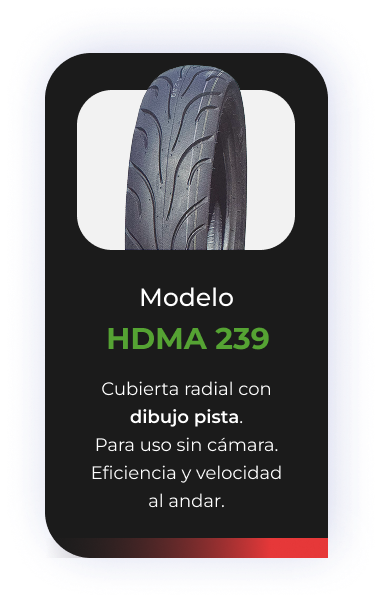 Modelo
HDMA 239
Cubierta radial con
dibujo pista.
Para uso sin cámara.
Eficiencia y velocidad
al andar.